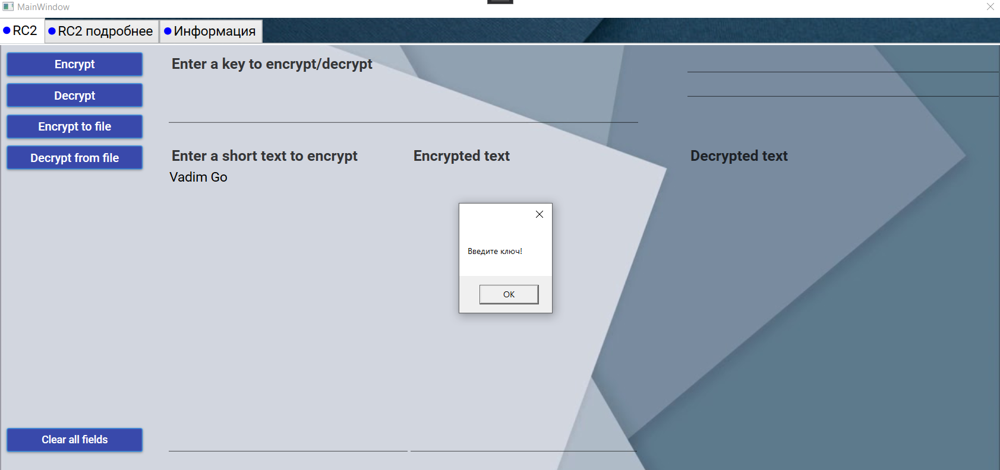 MainWindow
RC2
RC2 подробнее
Информация
Encrypt
Decrypt
Encrypt to file
Decrypt from file
Clear all fields
Enter a key to encrypt/decrypt
Enter a short text to encrypt
Vadim Go
Encrypted text
Decrypted text
Введите ключ!
OK